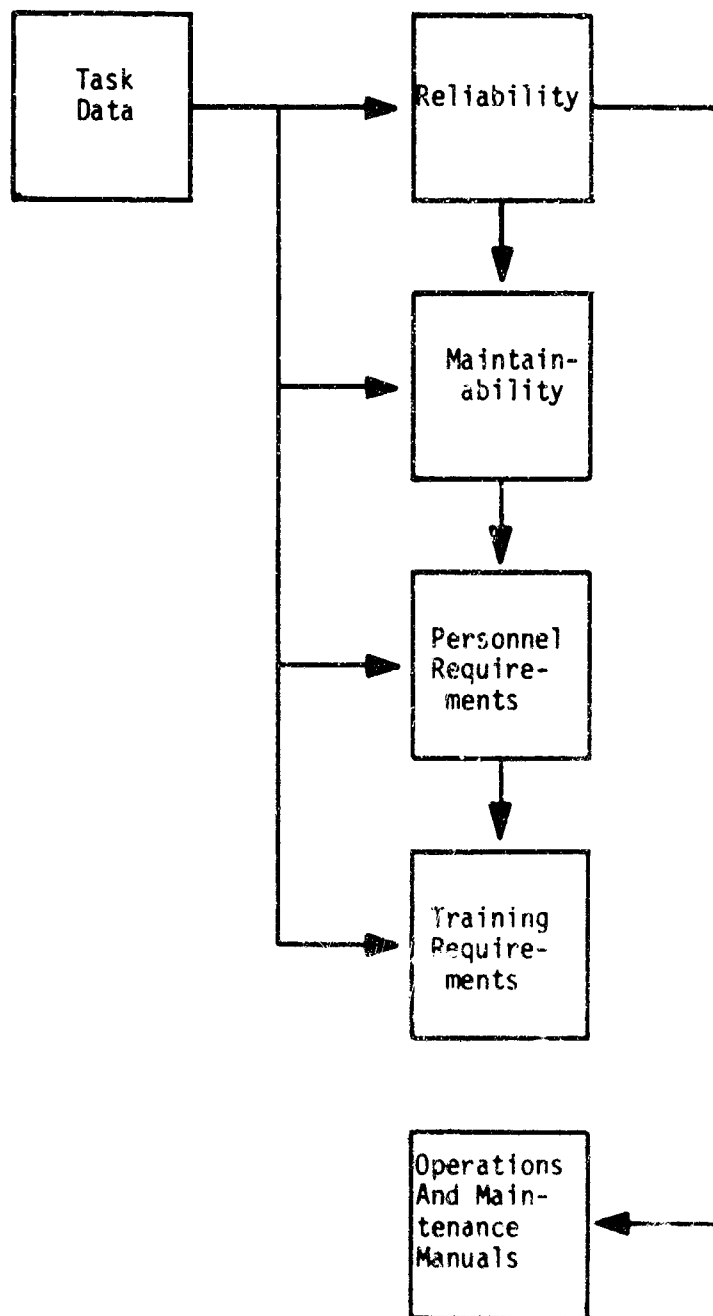 Task
Data
Reliability
Maintain-
ability
Personnel
Require-
ments
Training
Require-
ments
Operations
And Main-
tenance
Manuals